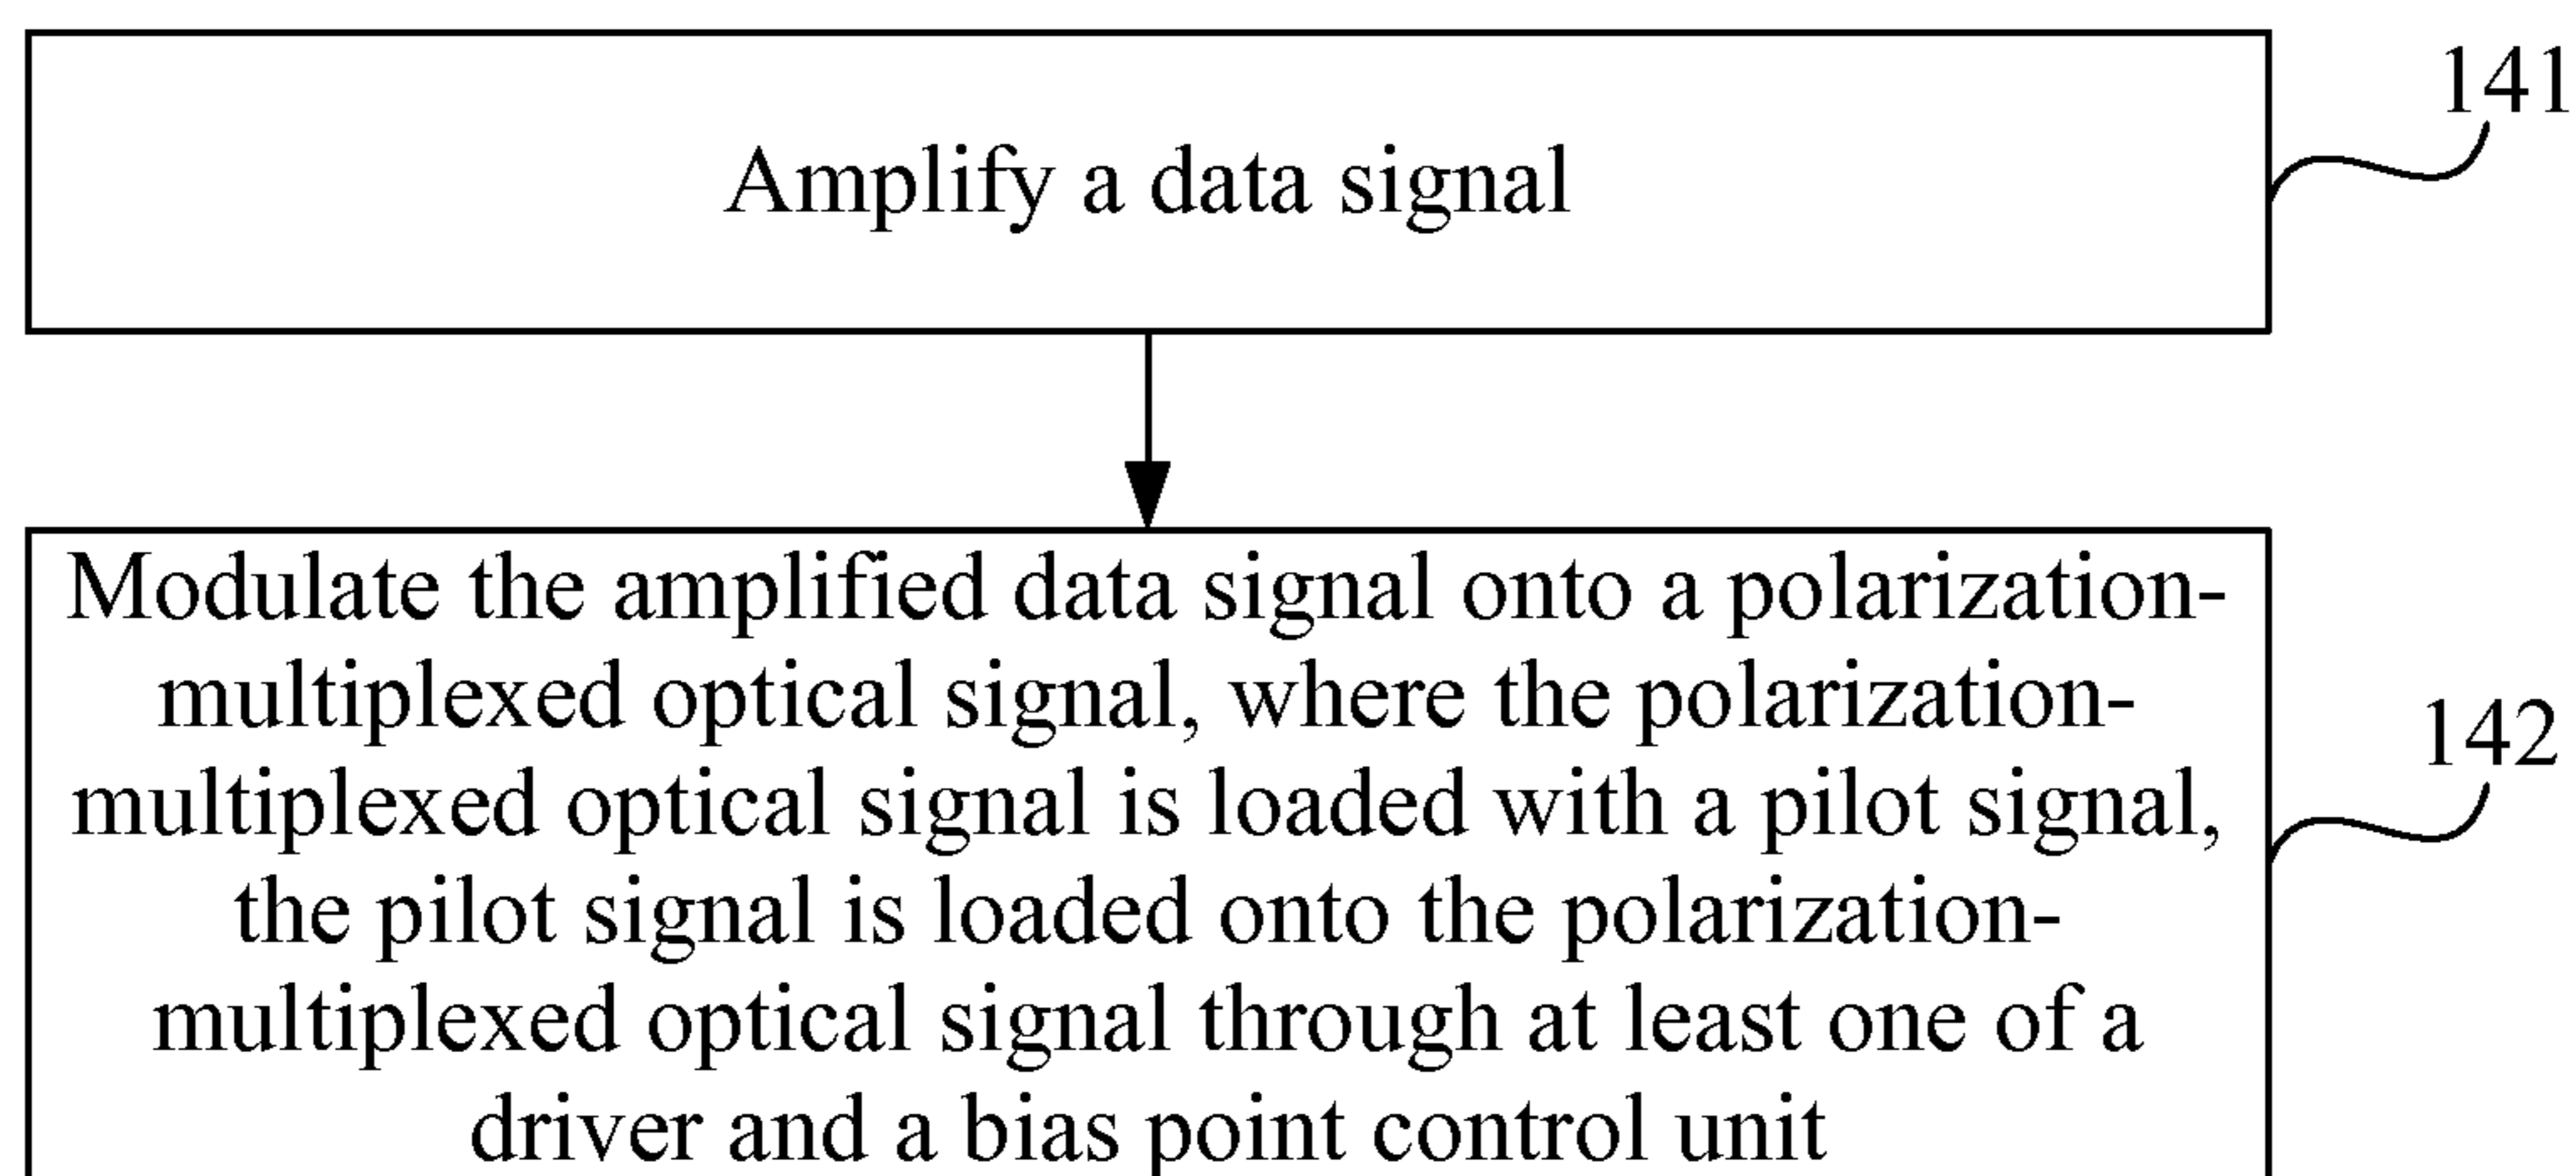 141
Amplify a data signal
Modulate the amplified data signal onto a polarization-
multiplexed optical signal, where the polarization-
multiplexed optical signal is loaded with a pilot signal,
the pilot signal is loaded onto the polarization-
multiplexed optical signal through at least one of a
driver and a bias point control unit
142